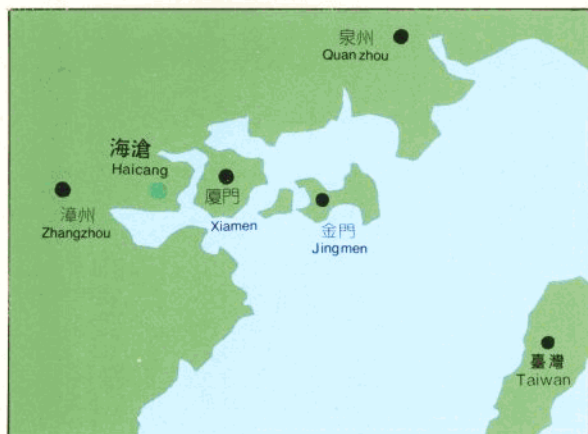 泉州
Quanzhou
海滄
Haicang
廈門
Xiamen
漳州
Zhangzhou
金門
Jingmen
臺灣
Taiwan